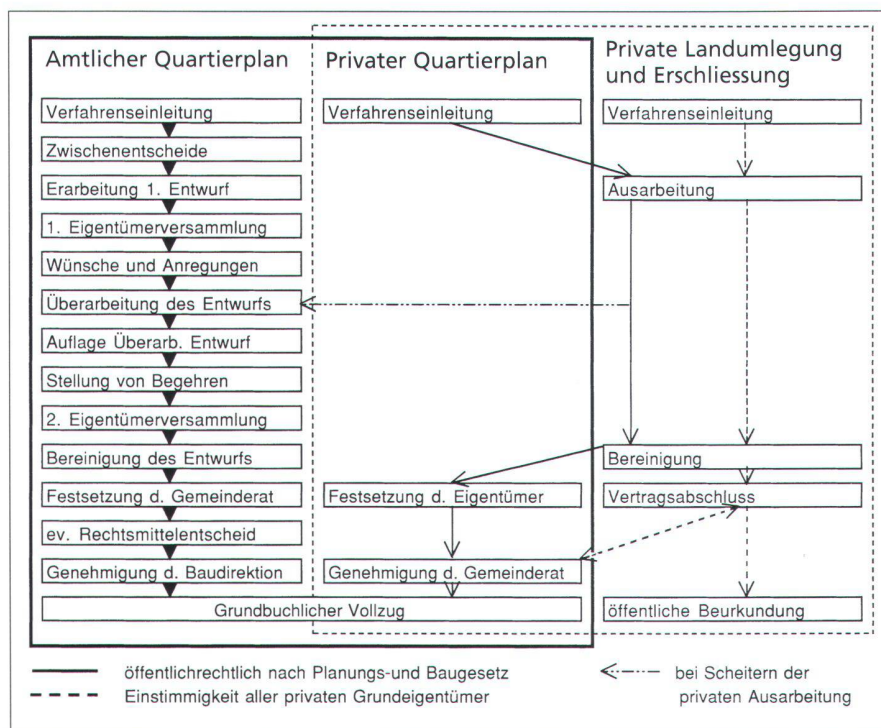 Amtlicher Quartierplan
Verfahrenseinleitung
Zwischenentscheide
Erarbeitung 1. Entwurf
1. Eigentümerversammlung
Wünsche und Anregungen
Überarbeitung des Entwurfs
Auflage Überarb. Entwurf
Stellung von Begehren
2. Eigentümerversammlung
Bereinigung des Entwurfs
Festsetzung d. Gemeinderat
ev. Rechtsmittelentscheid
Genehmigung d. Baudirektion
Privater Quartierplan
Verfahrenseinleitung
Festsetzung d. Eigentümer
Genehmigung d. Gemeinderat
Grundbuchlicher Vollzug
Private Landumlegung
und Erschliessung
Verfahrenseinleitung
Ausarbeitung
Bereinigung
Vertragsabschluss
öffentliche Beurkundung
öffentlichrechtlich nach Planungs-und Baugesetz
Einstimmigkeit aller privaten Grundeigentümer
bei Scheitern der
privaten Ausarbeitung